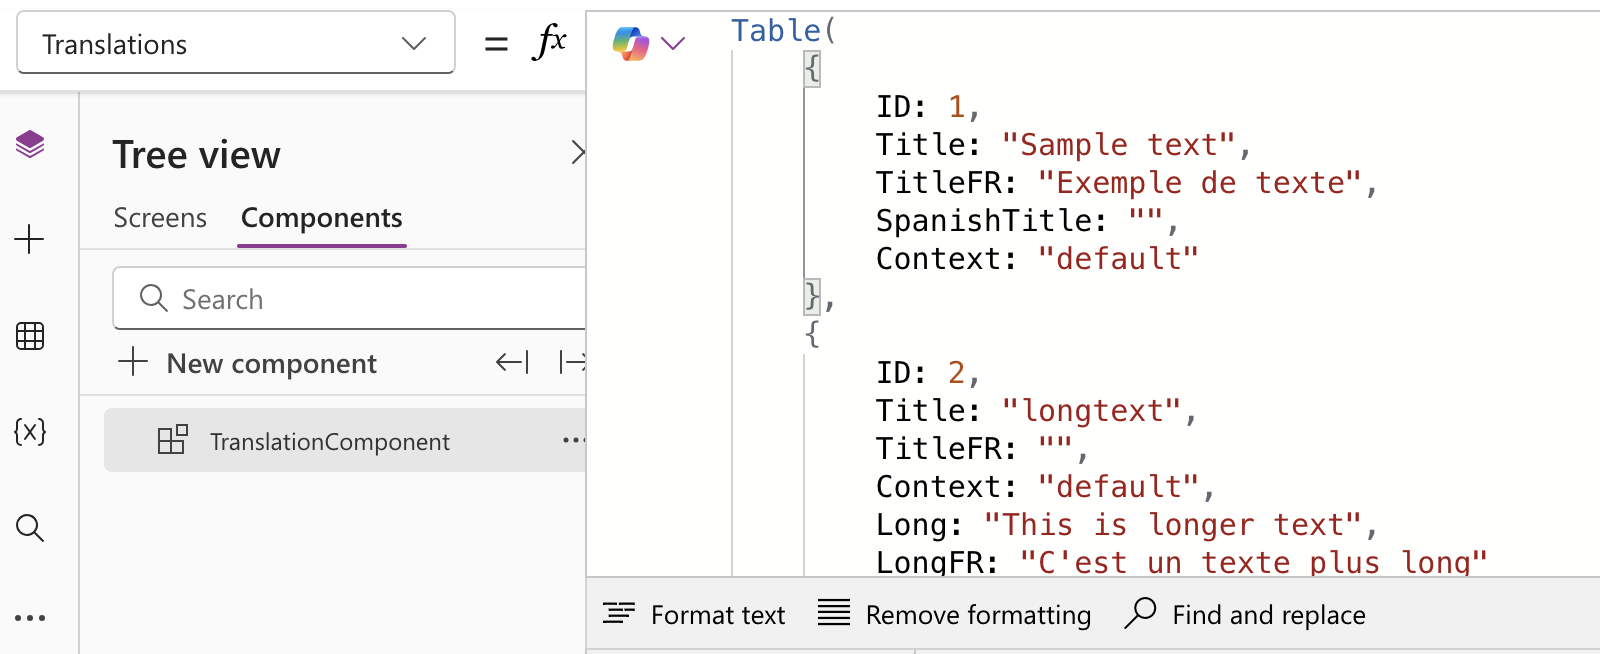 Translations
= fx
Table(
{
ID: 1,
Title: "Sample text",
TitleFR: "Exemple de texte",
SpanishTitle: "",
Context: "default"
},
{
ID: 2,
Title: "longtext",
TitleFR: "",
Context: "default",
Long: "This is longer text",
LongFR: "C'est un texte plus long"
Format text
Remove formatting
Find and replace
Tree view
Screens
Components
Search
New component
TranslationComponent